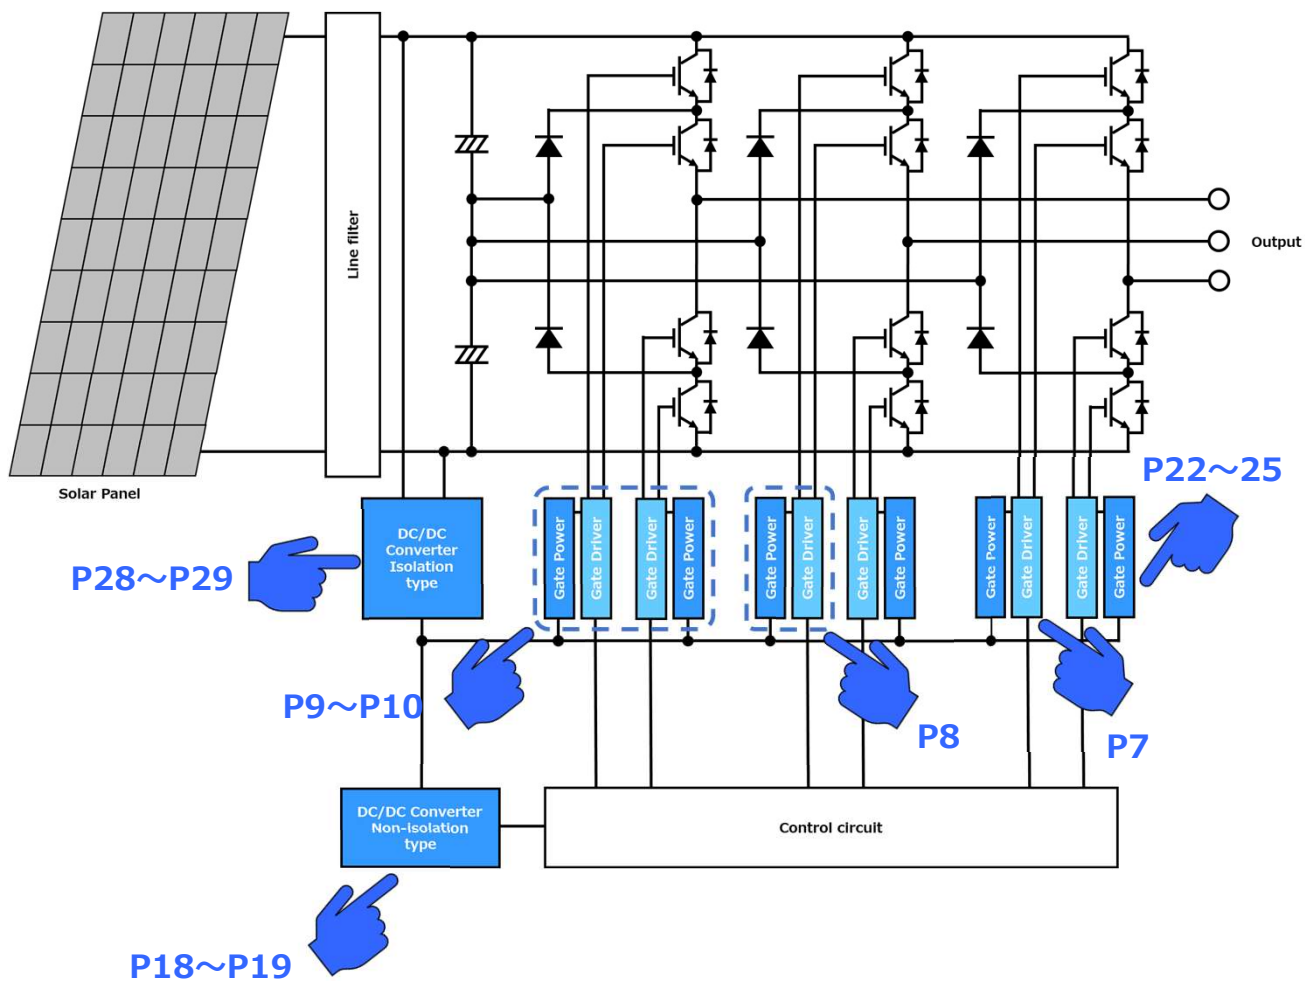 Line filter
Output
Solar Panel
P22～25
DC/DC
Converter
Isolation
type
Gate Power
Gate Driver
Gate Driver
Gate Power
Gate Power
Gate Driver
Gate Driver
Gate Power
Gate Power
Gate Driver
Gate Driver
Gate Power
P28～P29
P9～P10
P8
P7
DC/DC Converter
Non-isolation
type
Control circuit
P18～P19